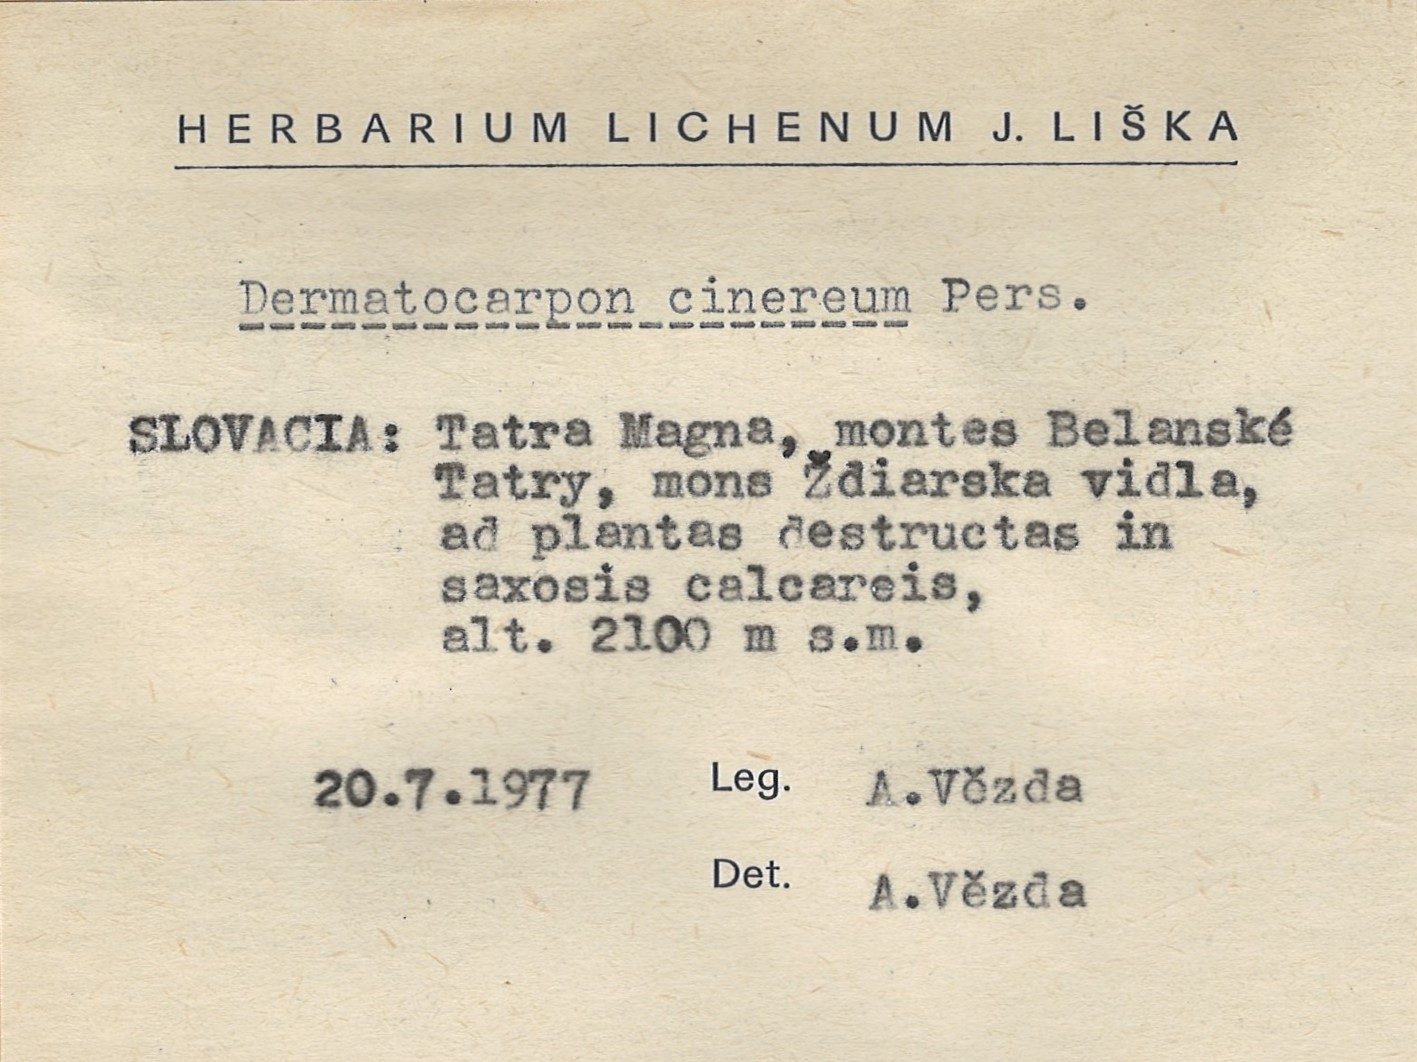 HERBARIUM LICHENUM J. LIŠKA
Dermatocarpon cinereum Pers.
SLOVACIA: Tatra Magna, montes Belanské
Tatry, mons Ždiarska vidla,
ad plantas destructas in
saxosis calcareis,
alt. 2100 m s.m.
20.7.1977 Leg. A.Vězda
Det. A.Vězda